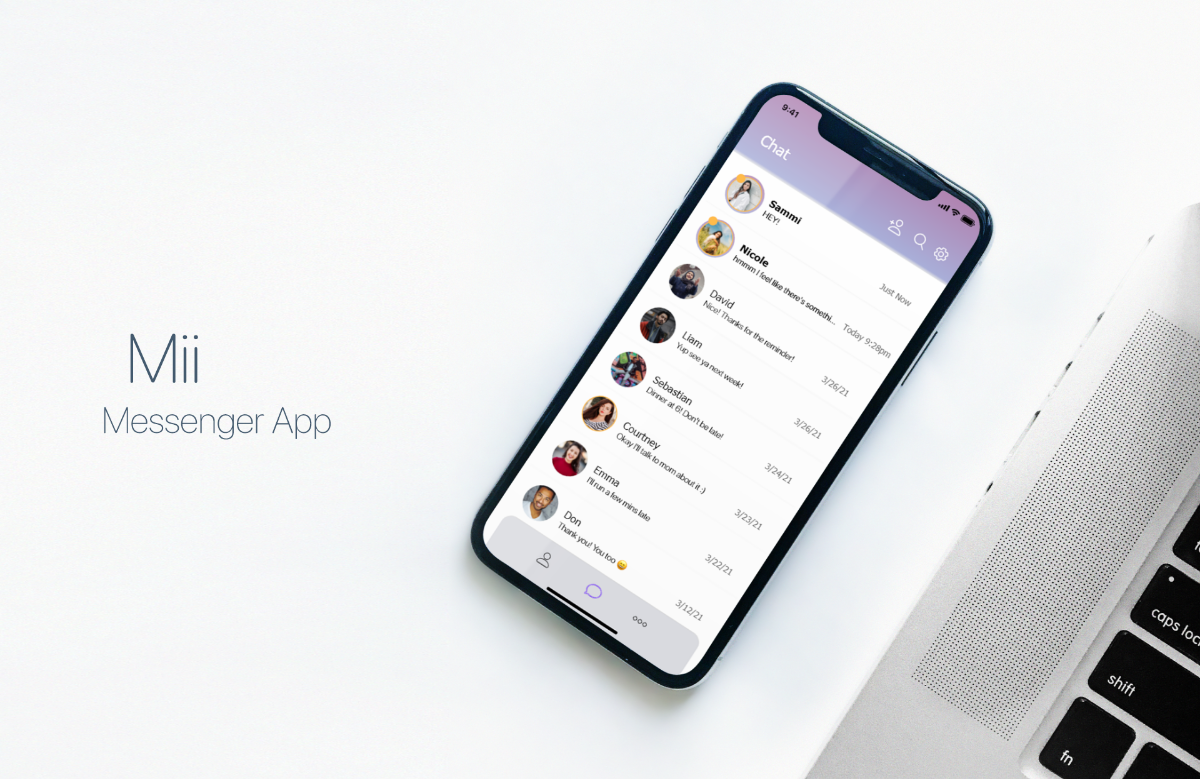 Mii
Messenger App
9:41
Chat
Sammi
HEY!
Just Now
Nicole
hmmm I feel like there's somethi...
Today 9:28pm
David
Nice! Thanks for the reminder!
3/26/21
Liam
Yup see ya next week!
3/26/21
Sebastian
Dinner at 6! Don't be late!
3/24/21
Courtney
Okay I'll talk to mom about it :)
3/23/21
Emma
I'll run a few mins late
3/22/21
Don
Thank you! You too 😊
3/12/21
caps loc
shift
fn